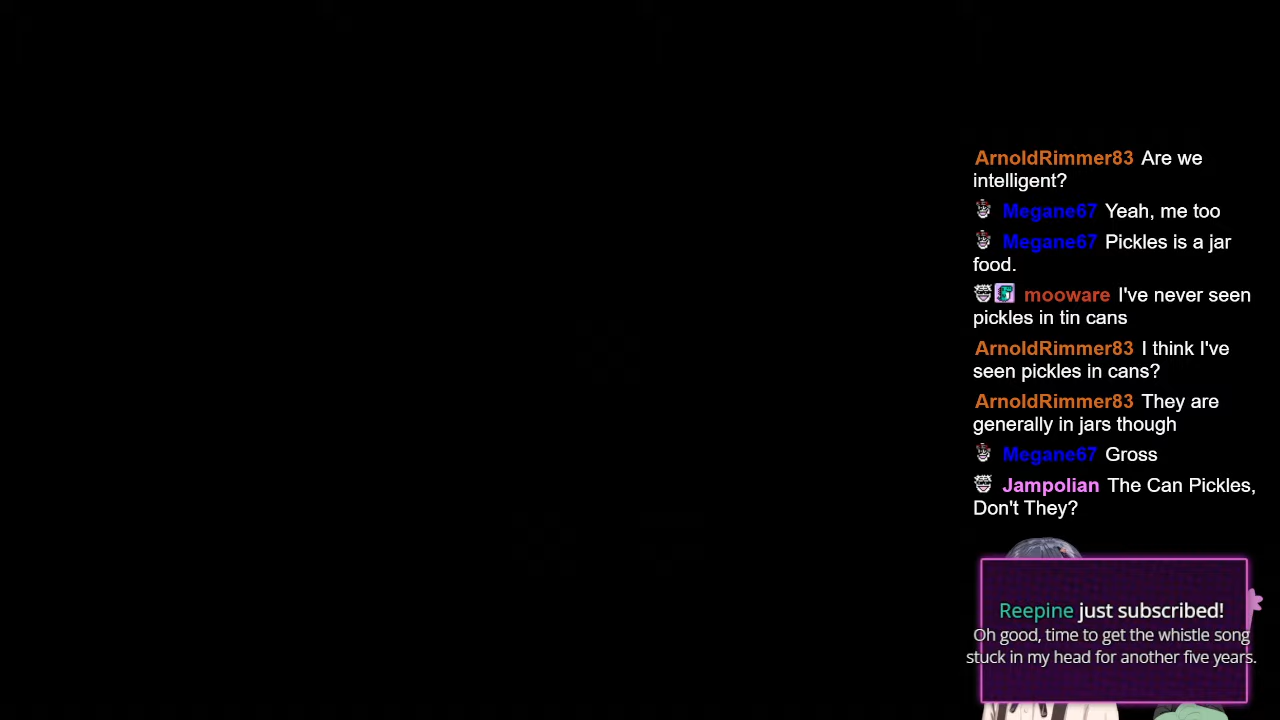 ArnoldRimmer83 Are we
intelligent?
Megane67 Yeah, me too
Megane67 Pickles is a jar
food.
mooware I've never seen
pickles in tin cans
ArnoldRimmer83 I think I've
seen pickles in cans?
ArnoldRimmer83 They are
generally in jars though
Megane67 Gross
Jampolian The Can Pickles,
Don't They?
Reepine just subscribed!
Oh good, time to get the whistle song
stuck in my head for another five years.